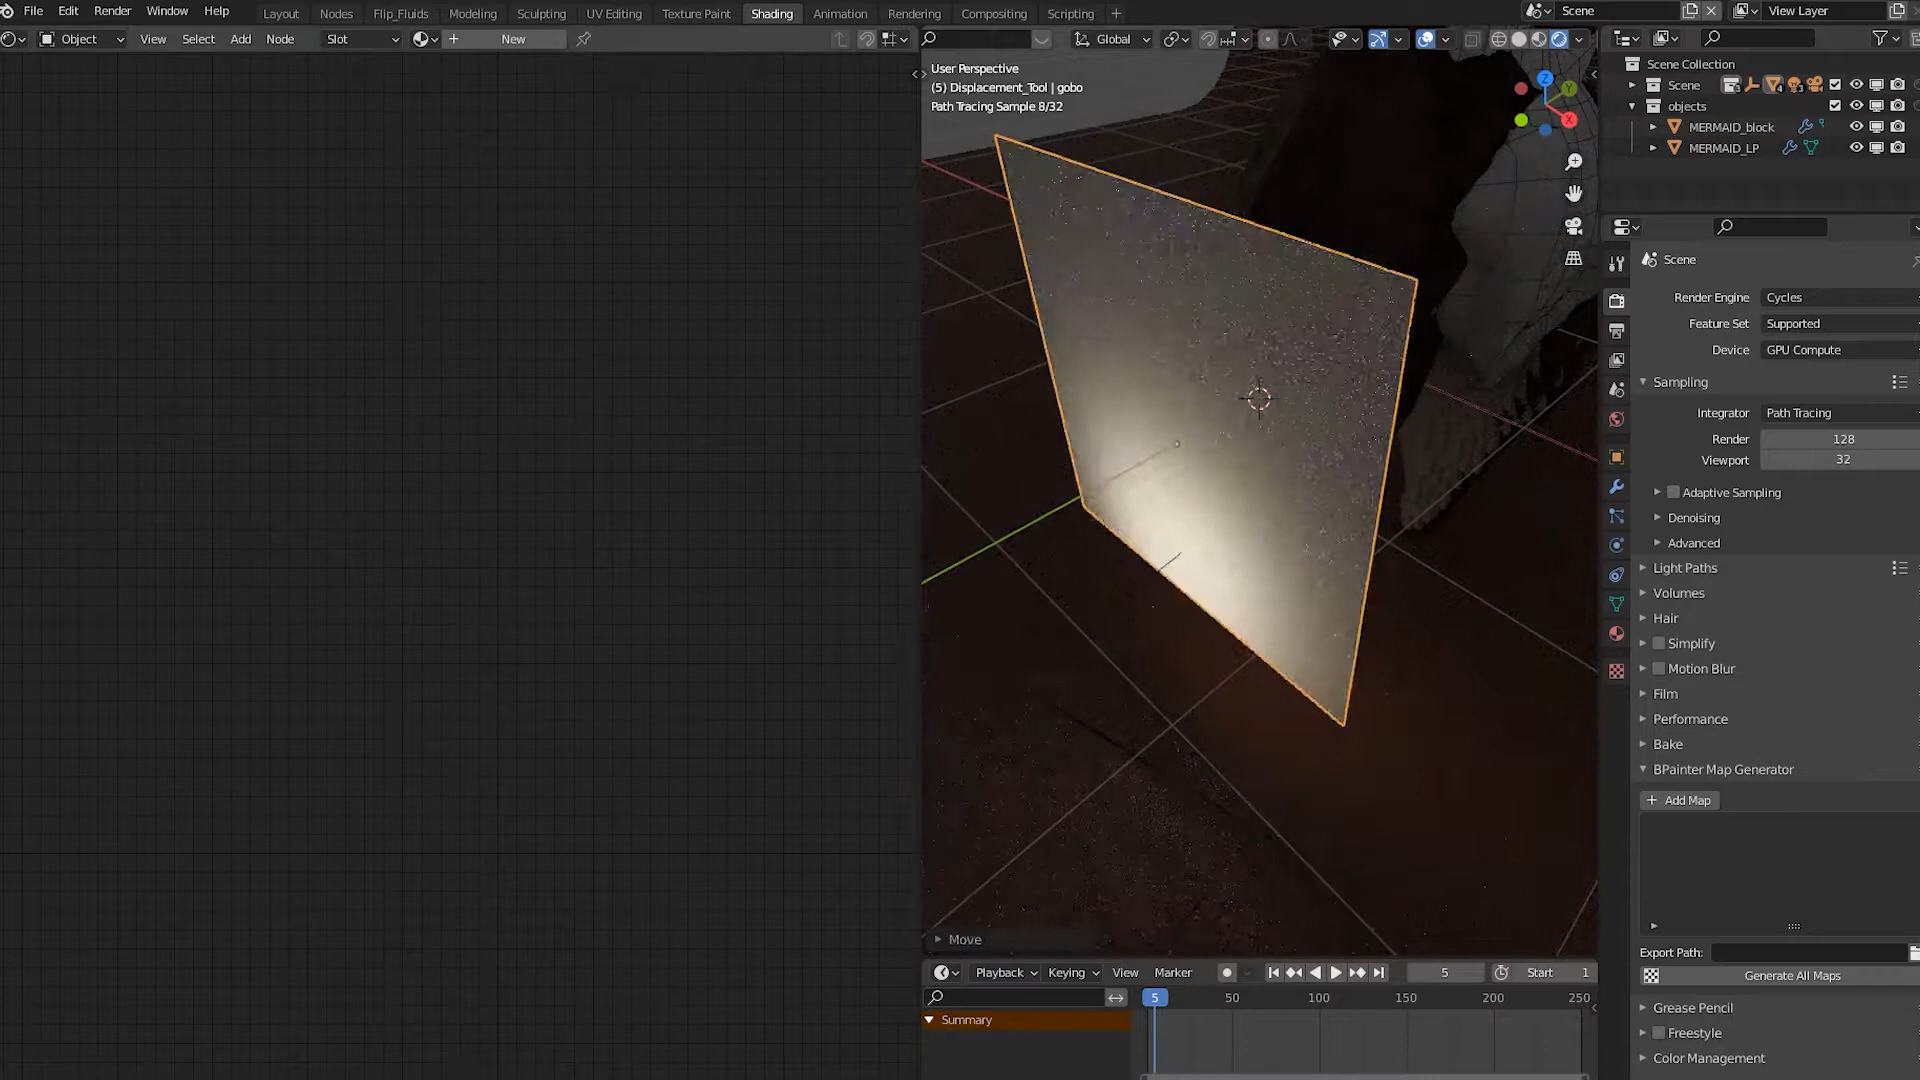 File Edit Render Window Help Layout Nodes Flip_Fluids Modeling Sculpting UV Editing Texture Paint Shading Animation Rendering Compositing Scripting + Scene View Layer
Object View Select Add Node Slot New Global
User Perspective
(5) Displacement_Tool | gobo
Path Tracing Sample 8/32
Z
Y
X
Move
Playback Keying View Marker 5 Start 1
5 50 100 150 200 250
Summary
Scene Collection
Scene 3 4 3
objects
MERMAID_block
MERMAID_LP
Scene
Render Engine Cycles
Feature Set Supported
Device GPU Compute
Sampling
Integrator Path Tracing
Render 128
Viewport 32
Adaptive Sampling
Denoising
Advanced
Light Paths
Volumes
Hair
Simplify
Motion Blur
Film
Performance
Bake
BPainter Map Generator
+ Add Map
Export Path:
Generate All Maps
Grease Pencil
Freestyle
Color Management